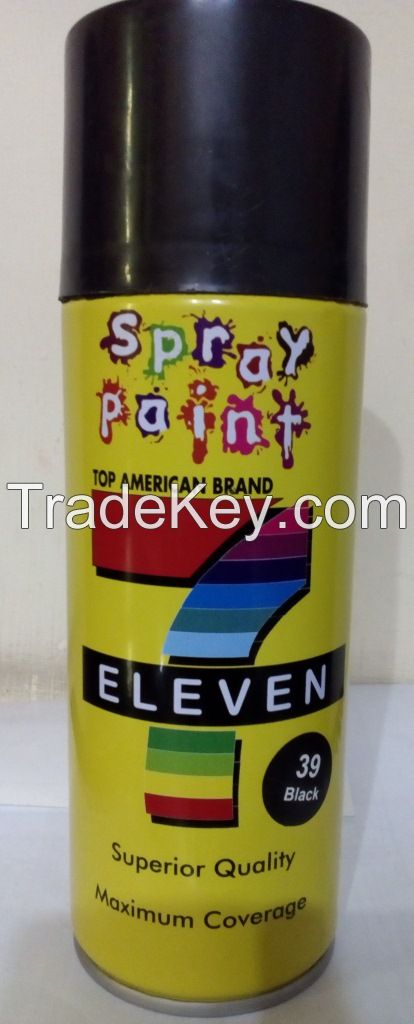 Spray
paint
TOP AMERICAN BRAND
TradeKey.com
7
ELEVEN
39
Black
Superior Quality
Maximum Coverage